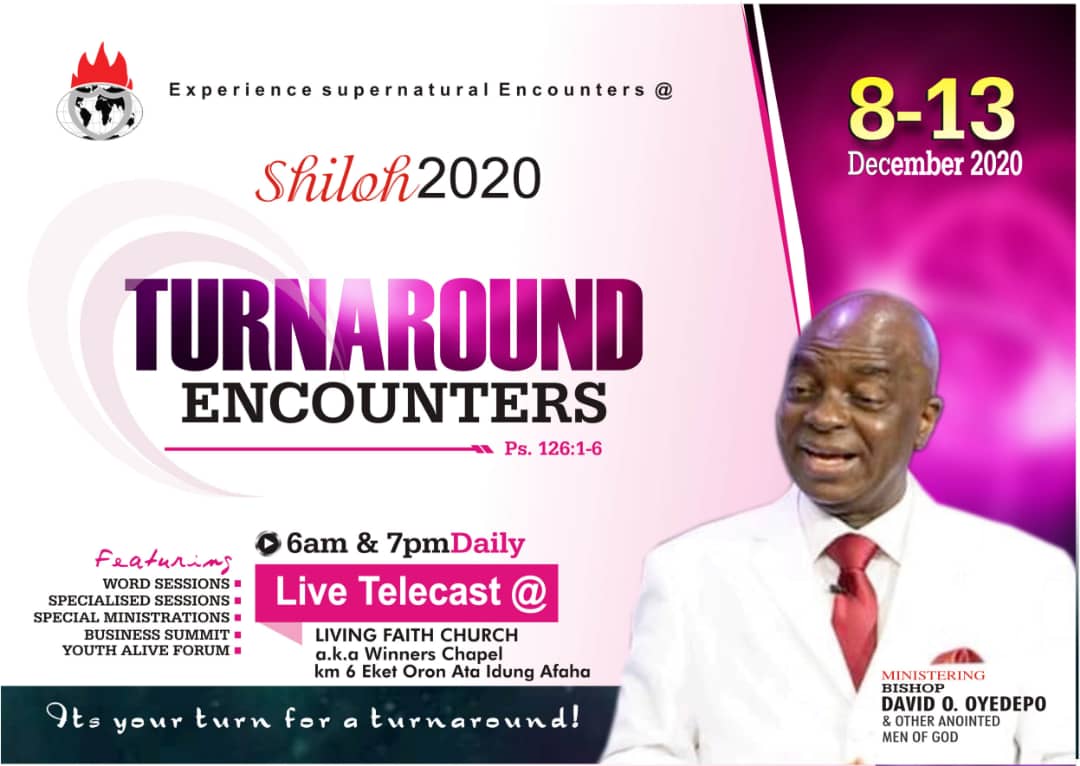 Experience supernatural Encounters @
Shiloh2020
8-13
December 2020
TURNAROUND
ENCOUNTERS
Ps. 126:1-6
6am & 7pmDaily
Live Telecast @
LIVING FAITH CHURCH
a.k.a Winners Chapel
km 6 Eket Oron Ata Idung Afaha
Featuring
WORD SESSIONS
SPECIALISED SESSIONS
SPECIAL MINISTRATIONS
BUSINESS SUMMIT
YOUTH ALIVE FORUM
Its your turn for a turnaround!
MINISTERING
BISHOP
DAVID O. OYEDEPO
& OTHER ANOINTED
MEN OF GOD